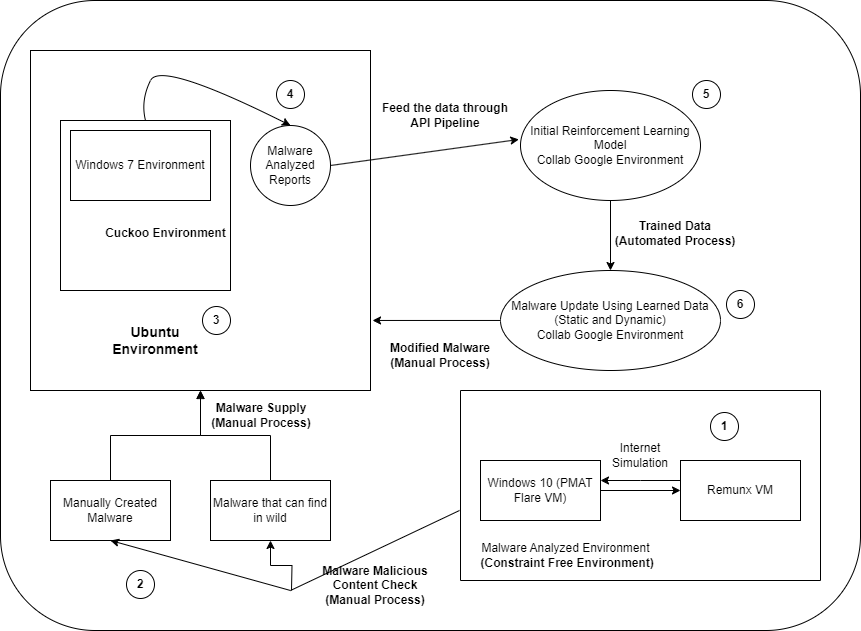 4
5
Feed the data through
API Pipeline
Initial Reinforcement Learning
Model
Collab Google Environment
Malware
Analyzed
Reports
Windows 7 Environment
Cuckoo Environment
Trained Data
(Automated Process)
3
Ubuntu
Environment
6
Malware Update Using Learned Data
(Static and Dynamic)
Collab Google Environment
Modified Malware
(Manual Process)
Malware Supply
(Manual Process)
1
Internet
Simulation
Windows 10 (PMAT
Flare VM)
Remunx VM
Manually Created
Malware
Malware that can find
in wild
Malware Analyzed Environment
(Constraint Free Environment)
2
Malware Malicious
Content Check
(Manual Process)